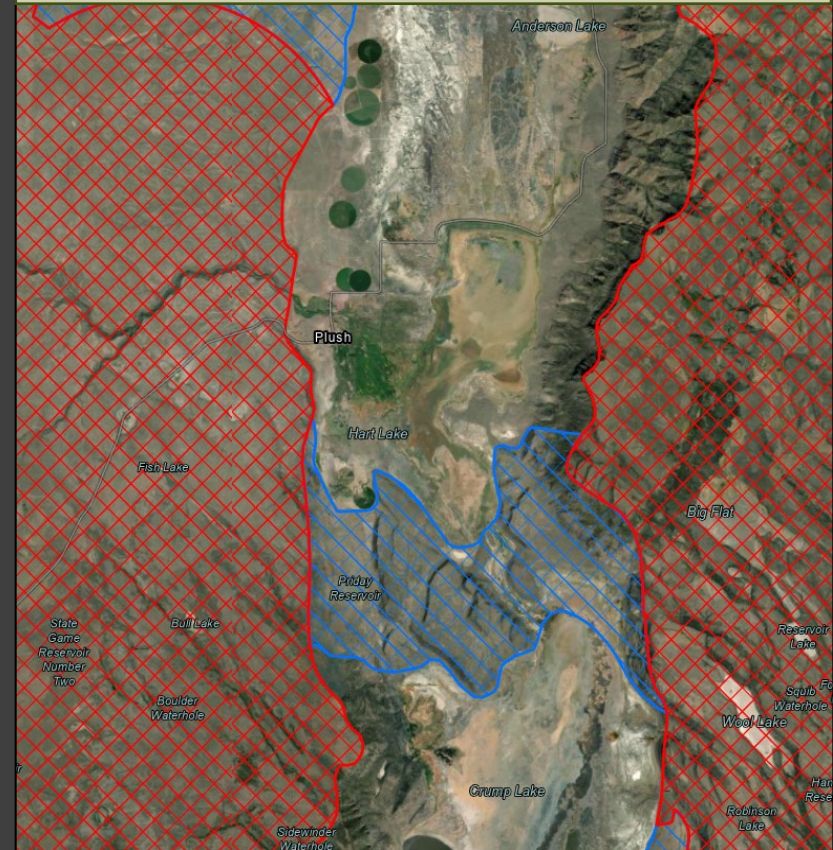 Anderson Lake
Plush
Hart Lake
Fish Lake
Big Flat
Priday
Reservoir
State
Game
Reservoir
Number
Two
Bull Lake
Reservoir
Lake
Boulder
Waterhole
Squib
Waterhole
Wool Lake
Crump Lake
Robinson
Lake
Sidewinder
Waterhole